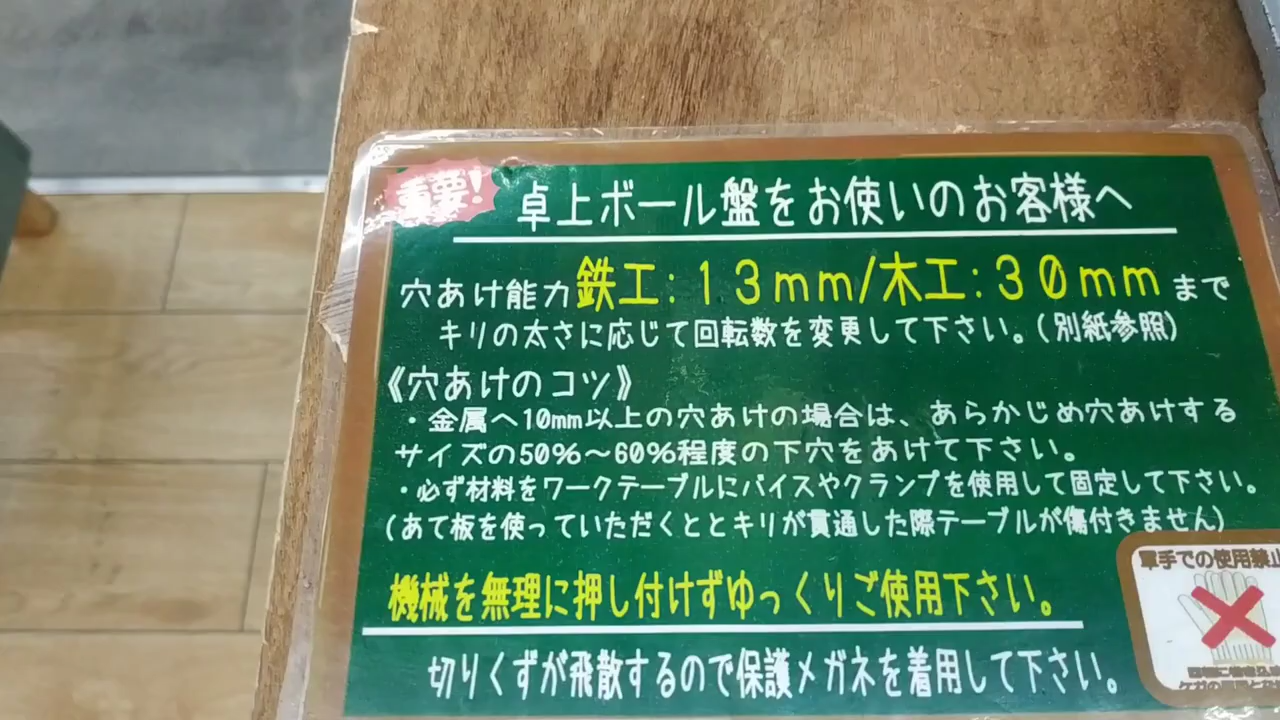 重要!
卓上ボール盤をお使いのお客様へ
穴あけ能力鉄工:13mm/木工:30mmまで
キリの太さに応じて回転数を変更して下さい。(別紙参照)
《穴あけのコツ》
・金属へ10mm以上の穴あけの場合は、あらかじめ穴あけする
サイズの50%～60%程度の下穴をあけて下さい。
・必ず材料をワークテーブルにバイスやクランプを使用して固定して下さい。
(あて板を使っていただくととキリが貫通した際テーブルが傷付きません)
機械を無理に押し付けずゆっくりご使用下さい。
切りくずが飛散するので保護メガネを着用して下さい。
軍手での使用禁止